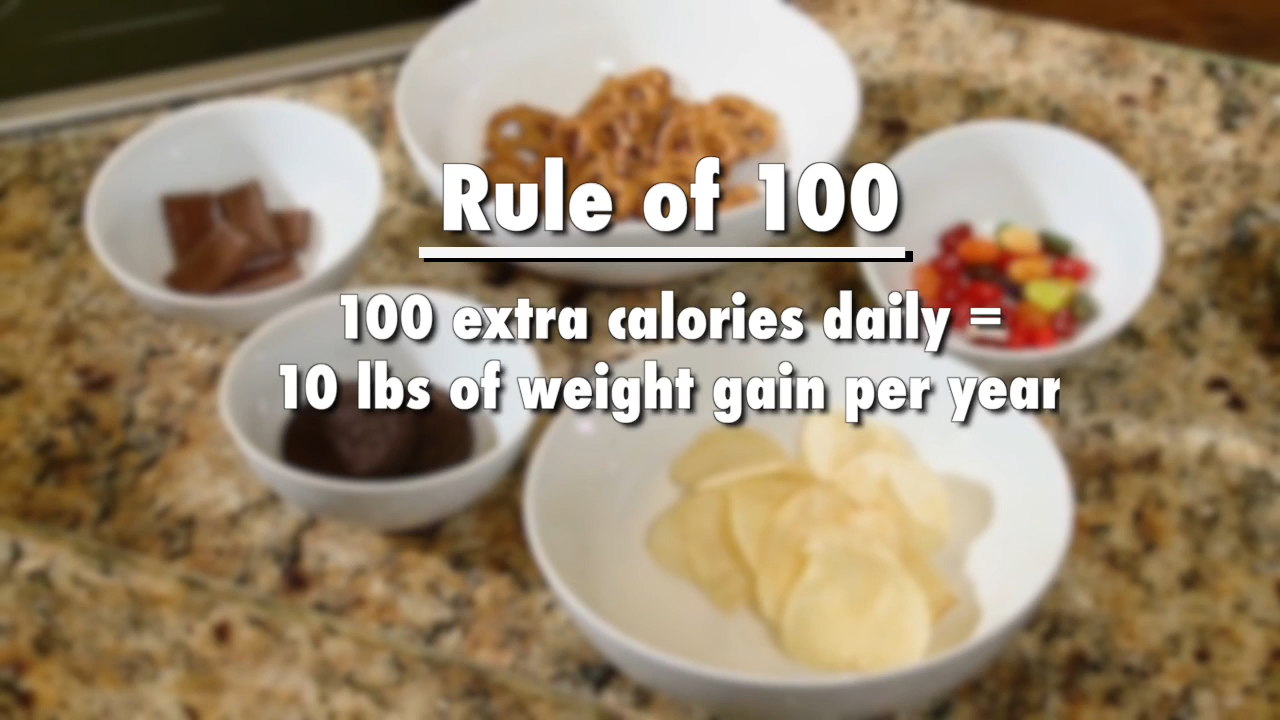 Rule of 100
100 extra calories daily =
10 lbs of weight gain per year